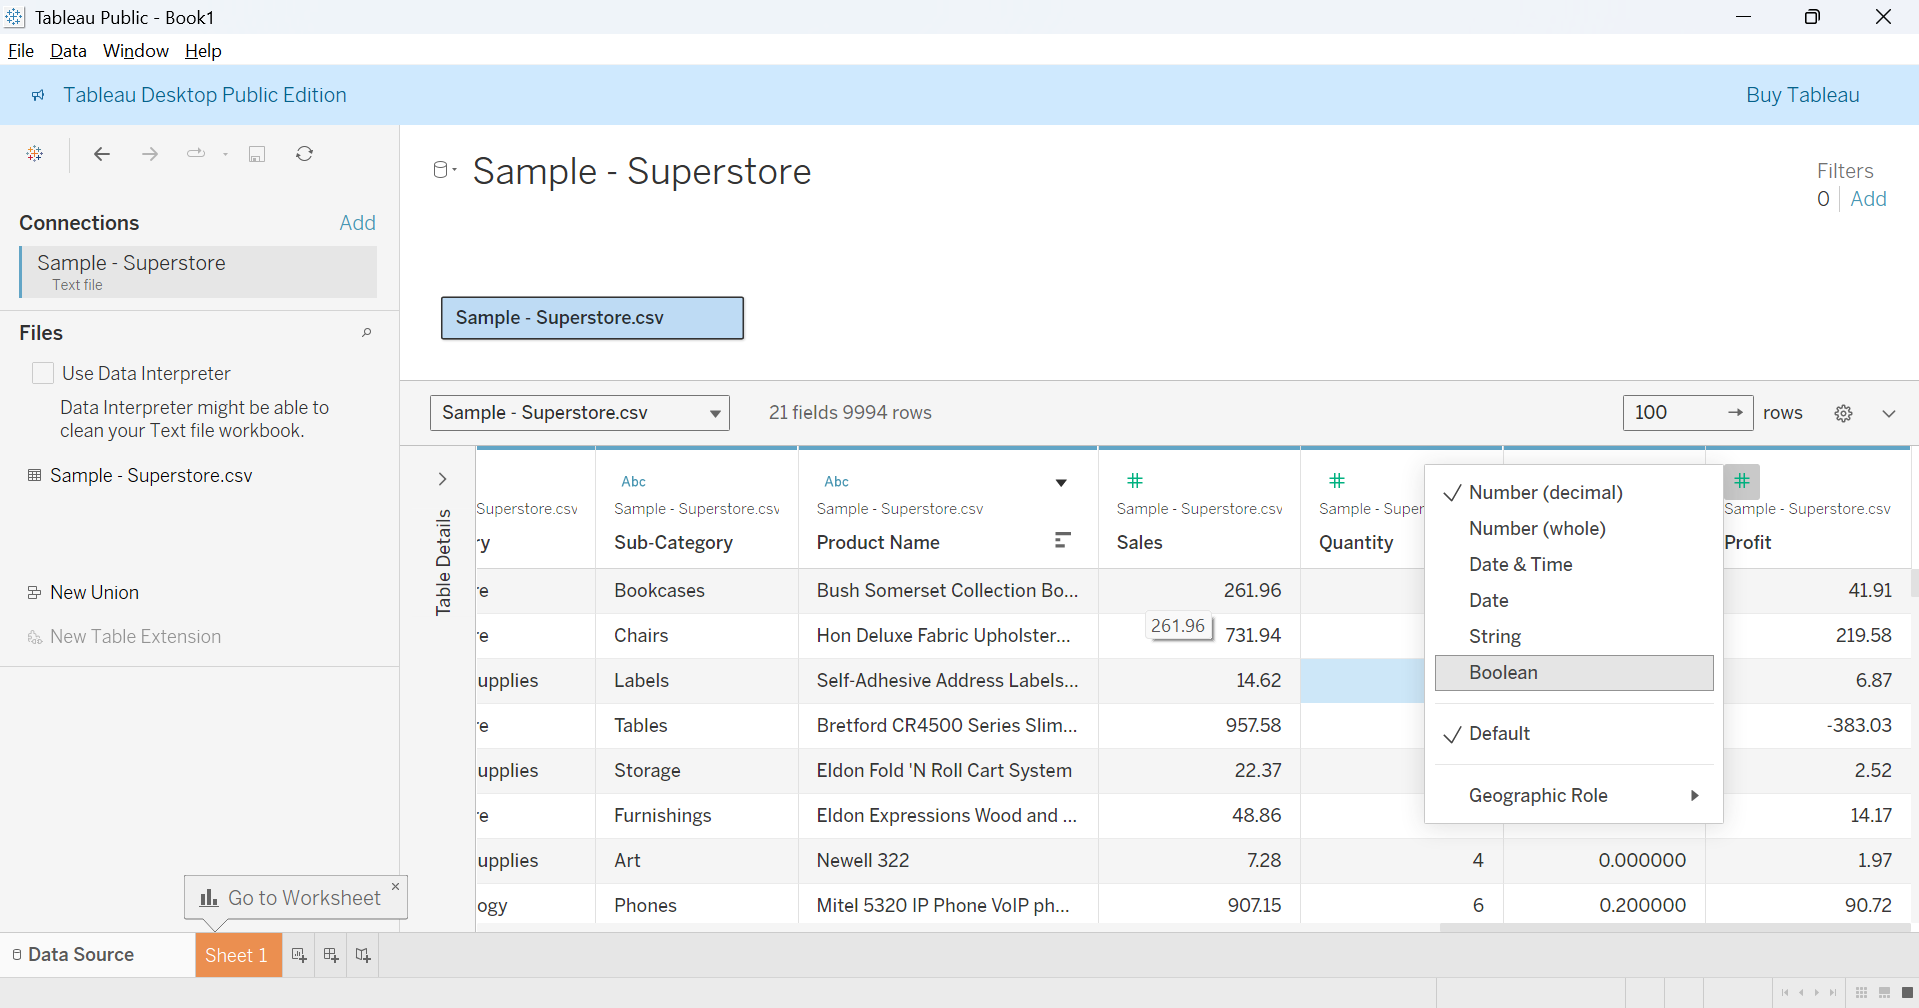 Tableau Public - Book1
File Data Window Help
Tableau Desktop Public Edition
Buy Tableau
Connections
Add
Sample - Superstore
Text file
Files
Use Data Interpreter
Data Interpreter might be able to
clean your Text file workbook.
Sample - Superstore.csv
New Union
New Table Extension
Sample - Superstore
Filters
0 Add
Sample - Superstore.csv
Sample - Superstore.csv
21 fields 9994 rows
100 → rows
Table Details
Abc Abc # # #
Superstore.csv Sample - Superstore.csv Sample - Superstore.csv Sample - Superstore.csv Sample - Super Sample - Superstore.csv
ry Sub-Category Product Name Sales Quantity Profit
re Bookcases Bush Somerset Collection Bo... 261.96 41.91
re Chairs Hon Deluxe Fabric Upholster... 731.94 219.58
upplies Labels Self-Adhesive Address Labels... 14.62 6.87
re Tables Bretford CR4500 Series Slim... 957.58 -383.03
upplies Storage Eldon Fold 'N Roll Cart System 22.37 2.52
re Furnishings Eldon Expressions Wood and ... 48.86 14.17
upplies Art Newell 322 7.28 4 0.000000 1.97
ogy Phones Mitel 5320 IP Phone VoIP ph... 907.15 6 0.200000 90.72
261.96
Number (decimal)
Number (whole)
Date & Time
Date
String
Boolean
Default
Geographic Role
Go to Worksheet
Data Source
Sheet 1